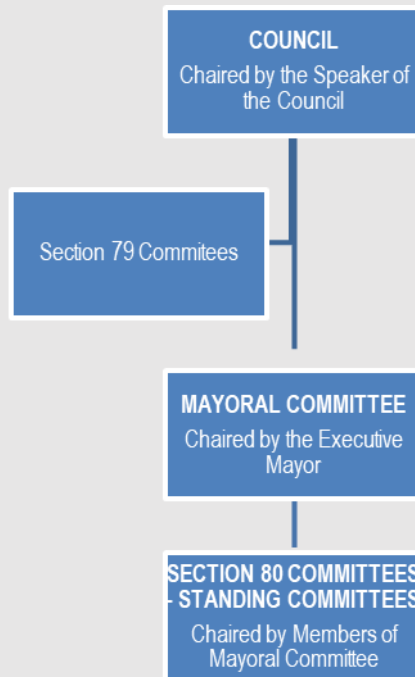 COUNCIL
Chaired by the Speaker of
the Council
Section 79 Commitees
MAYORAL COMMITTEE
Chaired by the Executive
Mayor
SECTION 80 COMMITTEES
- STANDING COMMITTEES
Chaired by Members of
Mayoral Committee